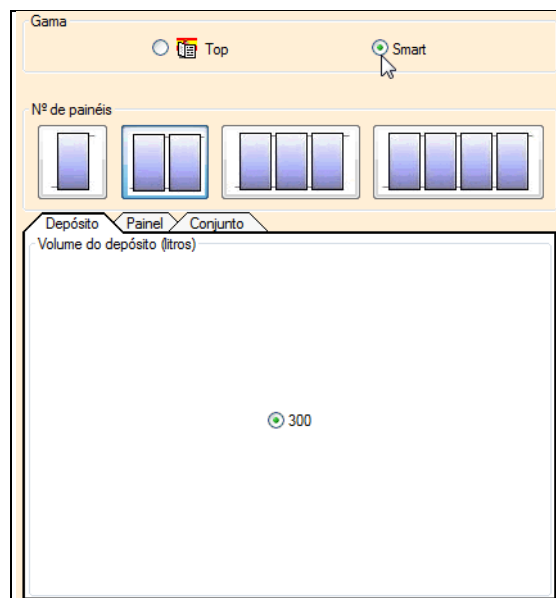 Gama
Top Smart
Nº de painéis
Depósito Painel Conjunto
Volume do depósito (litros)
300